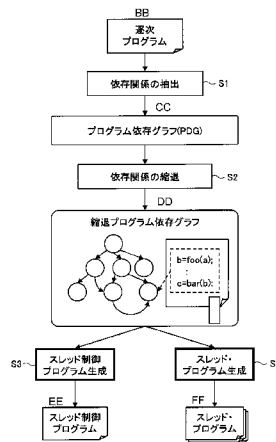 BB
逐次
プログラム
依存関係の抽出
S1
CC
プログラム依存グラフ(PDG)
依存関係の縮退
S2
DD
縮退プログラム依存グラフ
b=foo(a);
:
c=bar(b);
S3
スレッド制御
プログラム生成
スレッド・
プログラム生成
S
EE
スレッド制御
プログラム
FF
スレッド・
プログラム